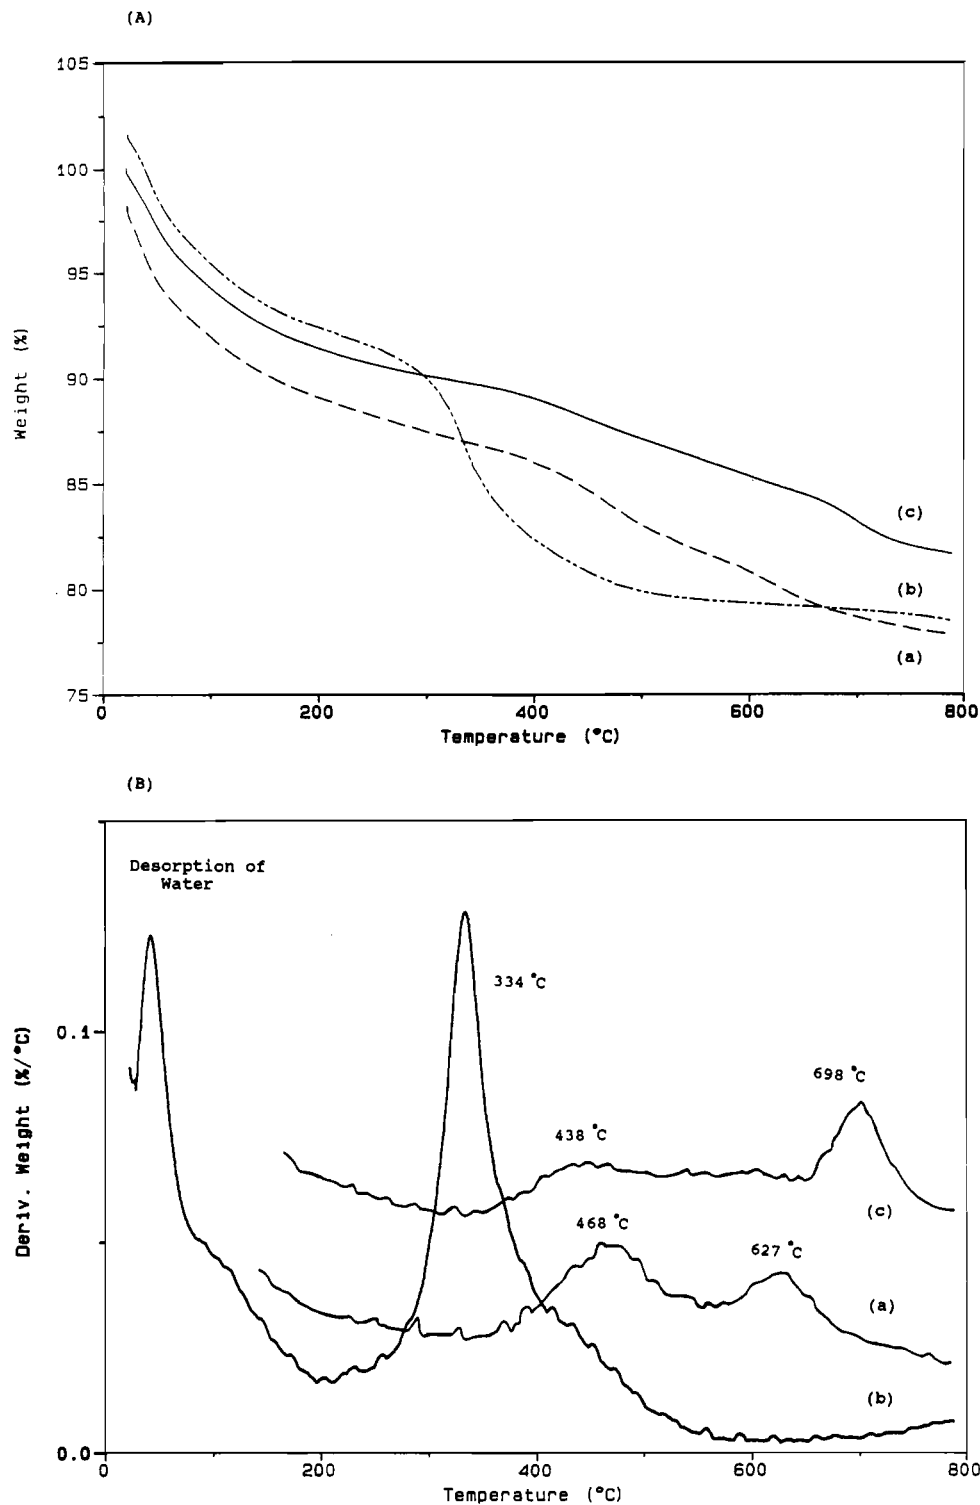 (A)
105
100
95
90
85
80
75
Weight (%)
(c)
(b)
(a)
0
200
400
600
800
Temperature (°C)
(B)
Desorption of
Water
334 °C
698 °C
438 °C
468 °C
627 °C
(c)
(a)
(b)
0.1
0.0
Deriv. Weight (%/°C)
0
200
400
600
800
Temperature (°C)